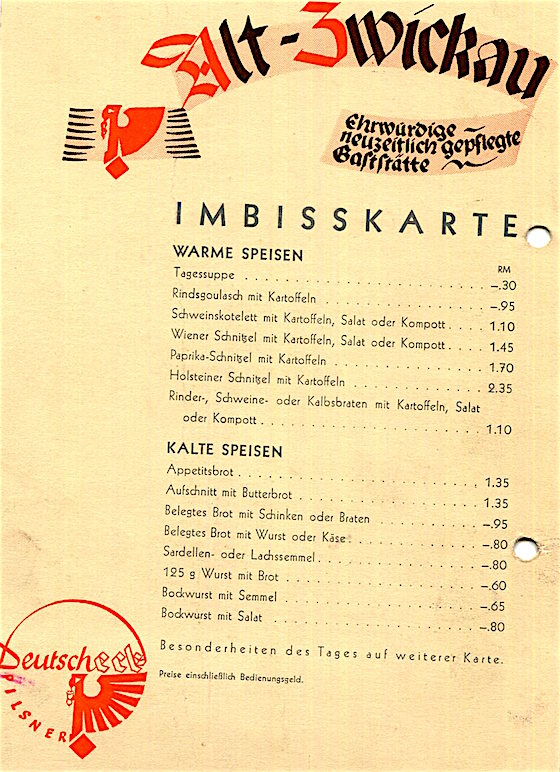 Alt-Zwickau
Ehrwürdige
neuzeitlich gepflegte
Gaststätte
IMBISSKARTE
WARME SPEISEN
RM
Tagessuppe . . . . . . . . . . . . . . . . . . . . . –.30
Rindsgoulasch mit Kartoffeln . . . . . . . . . . . . . –.95
Schweinskotelett mit Kartoffeln, Salat oder Kompott . . . . 1.10
Wiener Schnitzel mit Kartoffeln, Salat oder Kompott . . . . 1.45
Paprika-Schnitzel mit Kartoffeln . . . . . . . . . . . . 1.70
Holsteiner Schnitzel mit Kartoffeln . . . . . . . . . . . 2.35
Rinder-, Schweine- oder Kalbsbraten mit Kartoffeln, Salat
oder Kompott . . . . . . . . . . . . . . . . . . . 1.10
KALTE SPEISEN
Appetitsbrot . . . . . . . . . . . . . . . . . . . . 1.35
Aufschnitt mit Butterbrot . . . . . . . . . . . . . . . 1.35
Belegtes Brot mit Schinken oder Braten . . . . . . . . . –.95
Belegtes Brot mit Wurst oder Käse . . . . . . . . . . . –.80
Sardellen- oder Lachssemmel . . . . . . . . . . . . . . –.80
125 g Wurst mit Brot . . . . . . . . . . . . . . . . . –.60
Bockwurst mit Semmel . . . . . . . . . . . . . . . . –.65
Bockwurst mit Salat . . . . . . . . . . . . . . . . . –.80
Besonderheiten des Tages auf weiterer Karte.
Preise einschließlich Bedienungsgeld.
Deutscheck
PILSNER